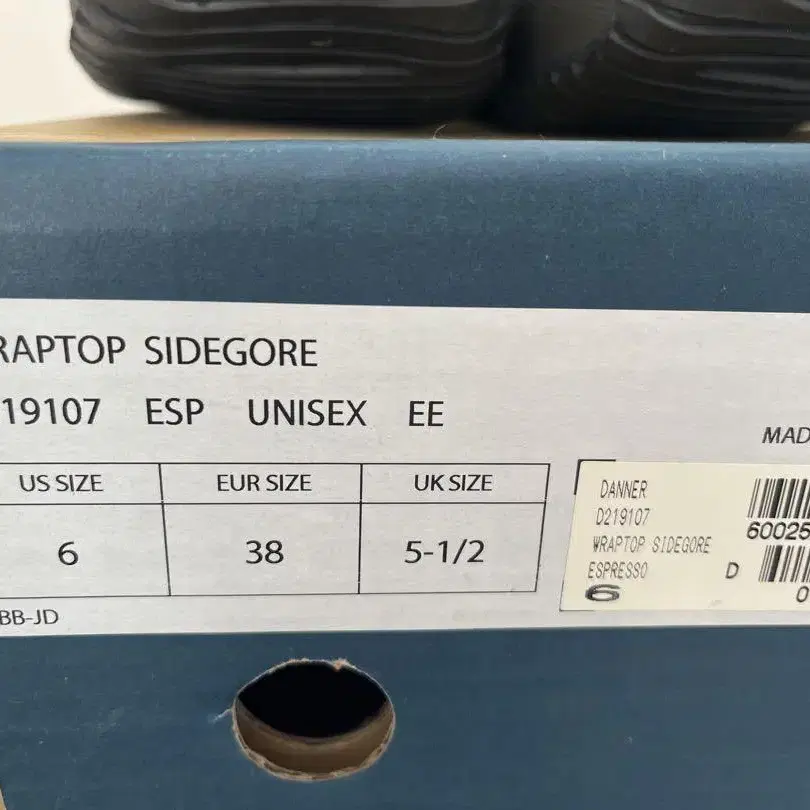 RAPTOP SIDEGORE
19107 ESP UNISEX EE
MAD
US SIZE EUR SIZE UK SIZE
6 38 5-1/2
BB-JD
DANNER
D219107
60025
WRAPTOP SIDEGORE
ESPRESSO D
6 0